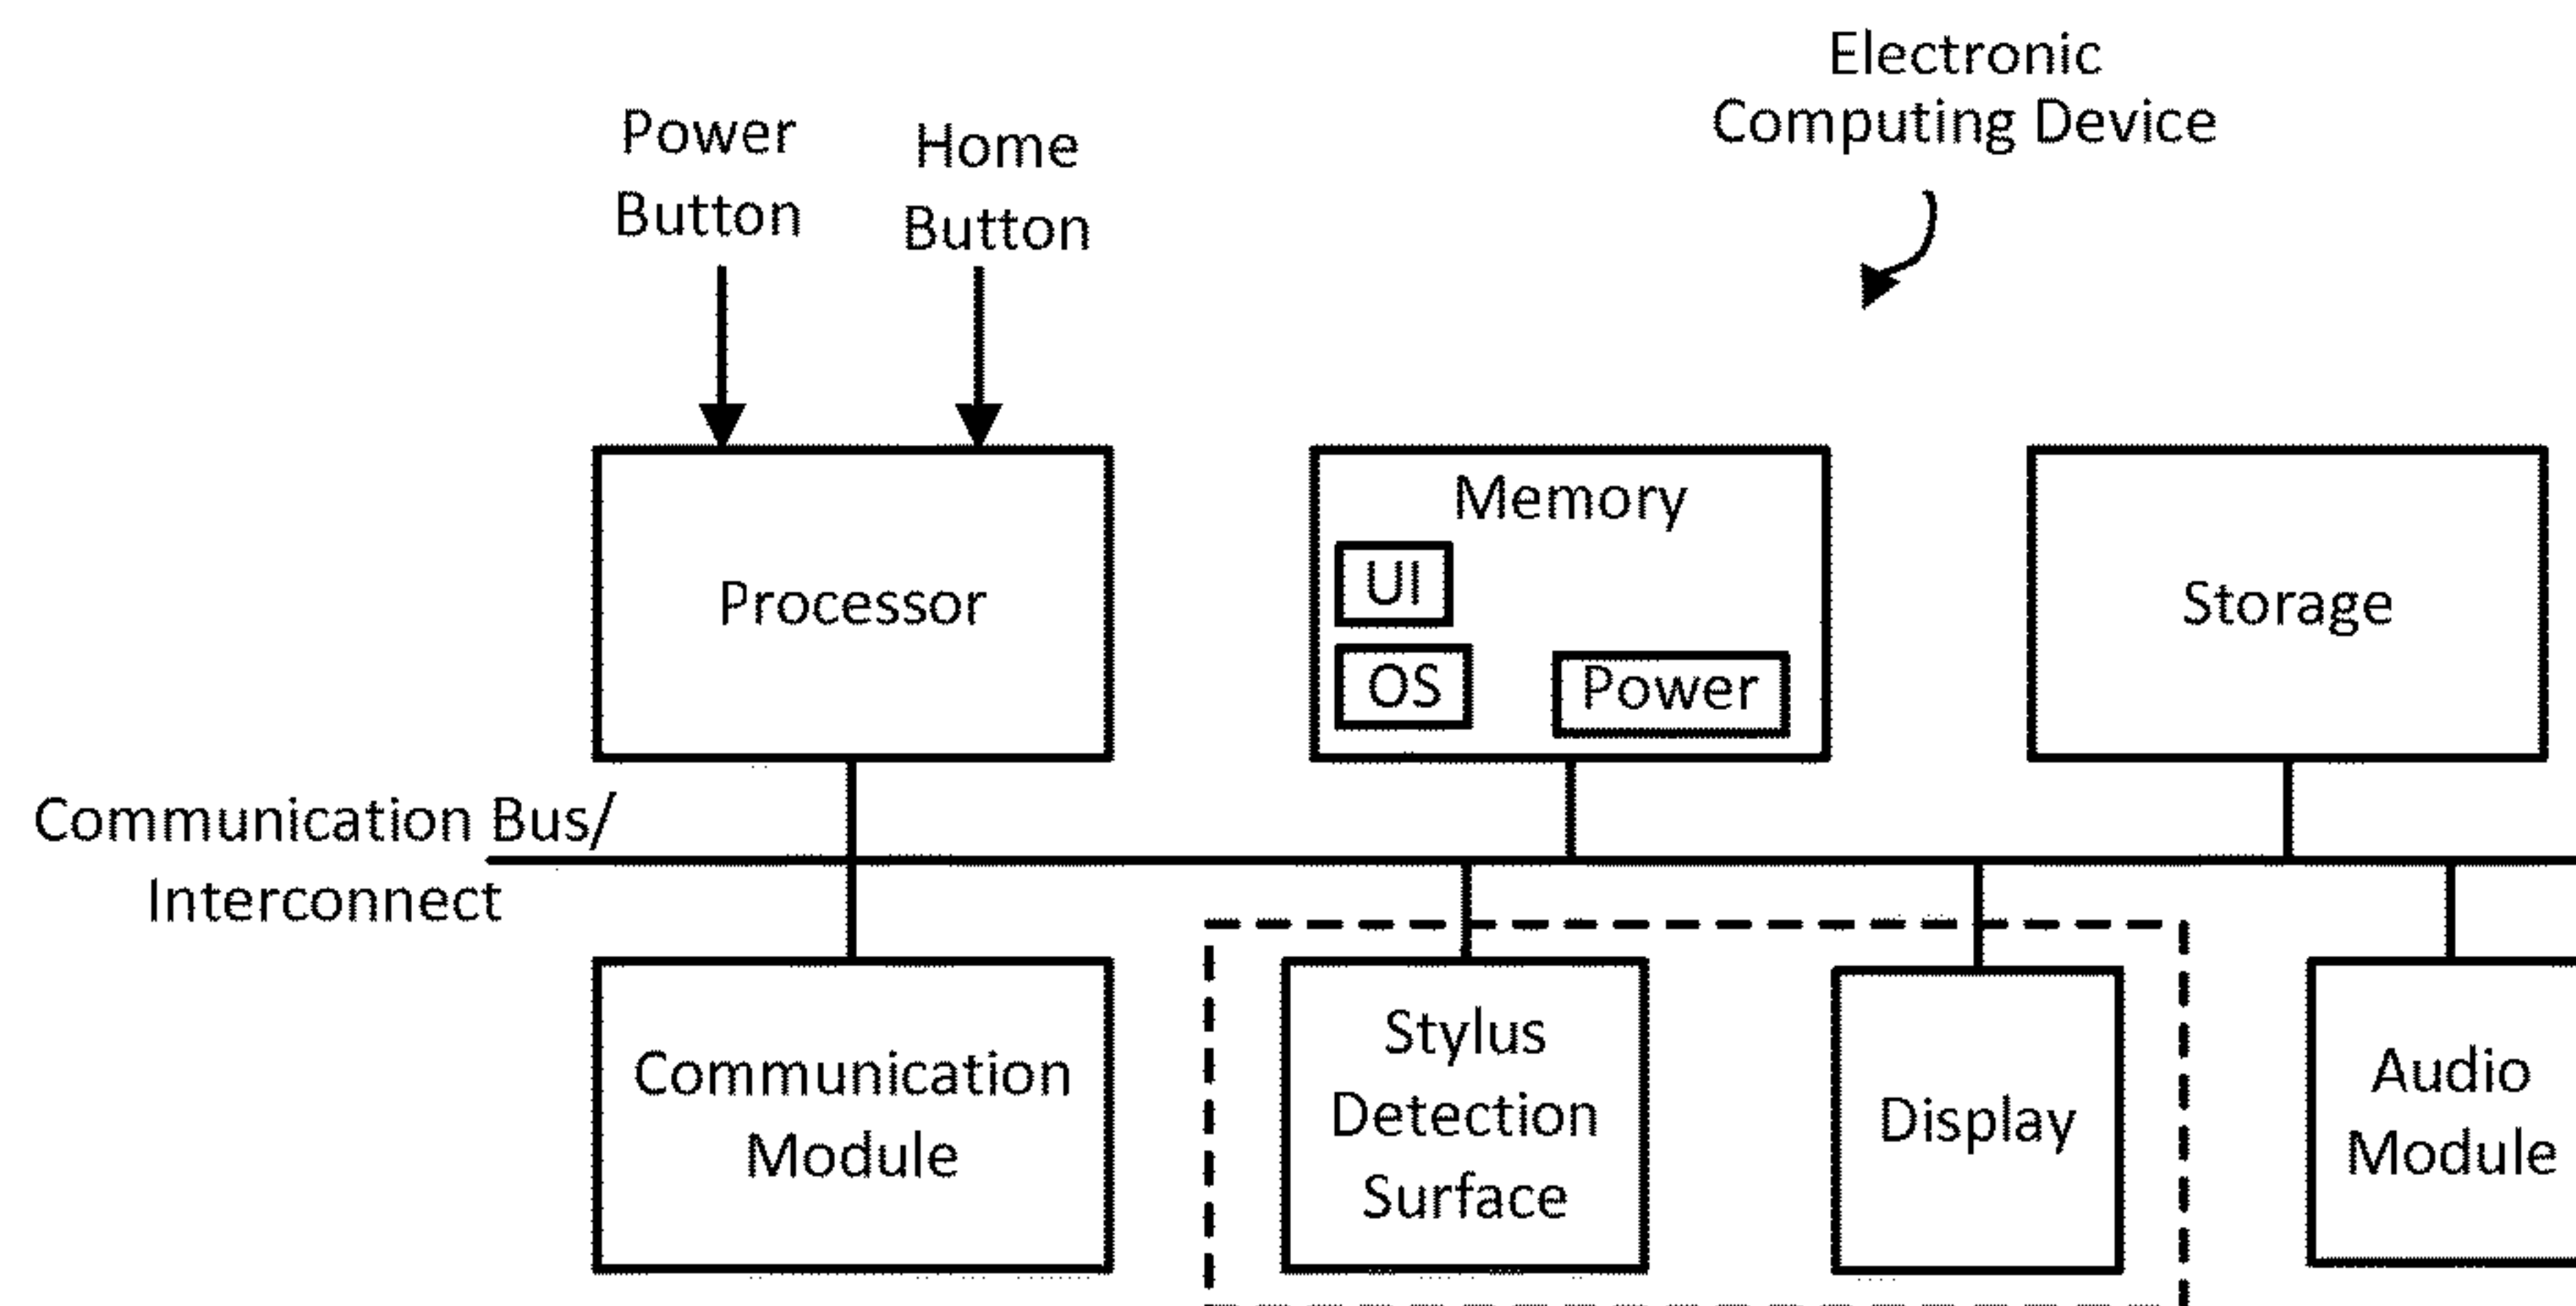 Electronic
Computing Device
Power
Button
Home
Button
Processor
Memory
UI
OS
Power
Storage
Communication Bus/
Interconnect
Communication
Module
Stylus
Detection
Surface
Display
Audio
Module